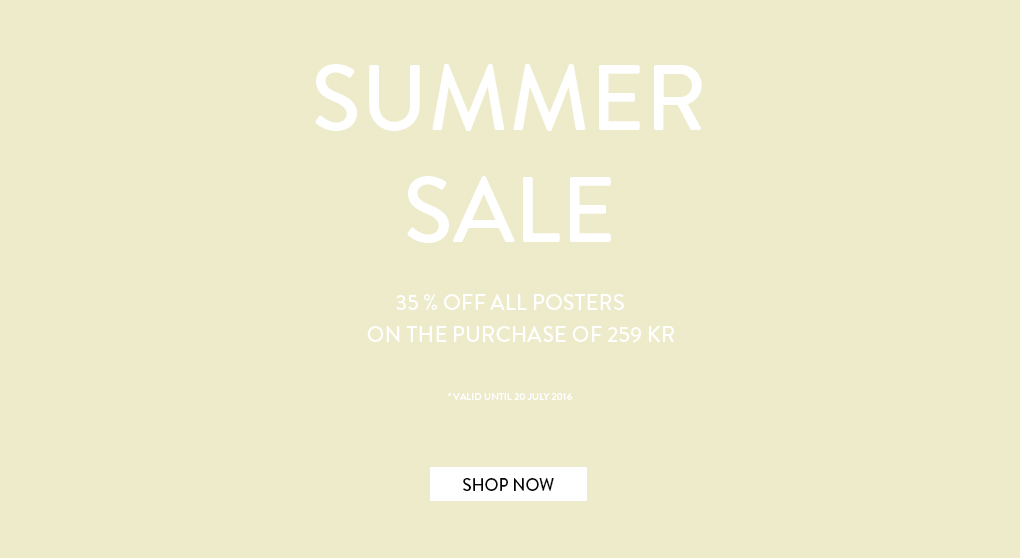 SUMMER
SALE
35 % OFF ALL POSTERS
ON THE PURCHASE OF 259 KR
* VALID UNTIL 20 JULY 2016
SHOP NOW